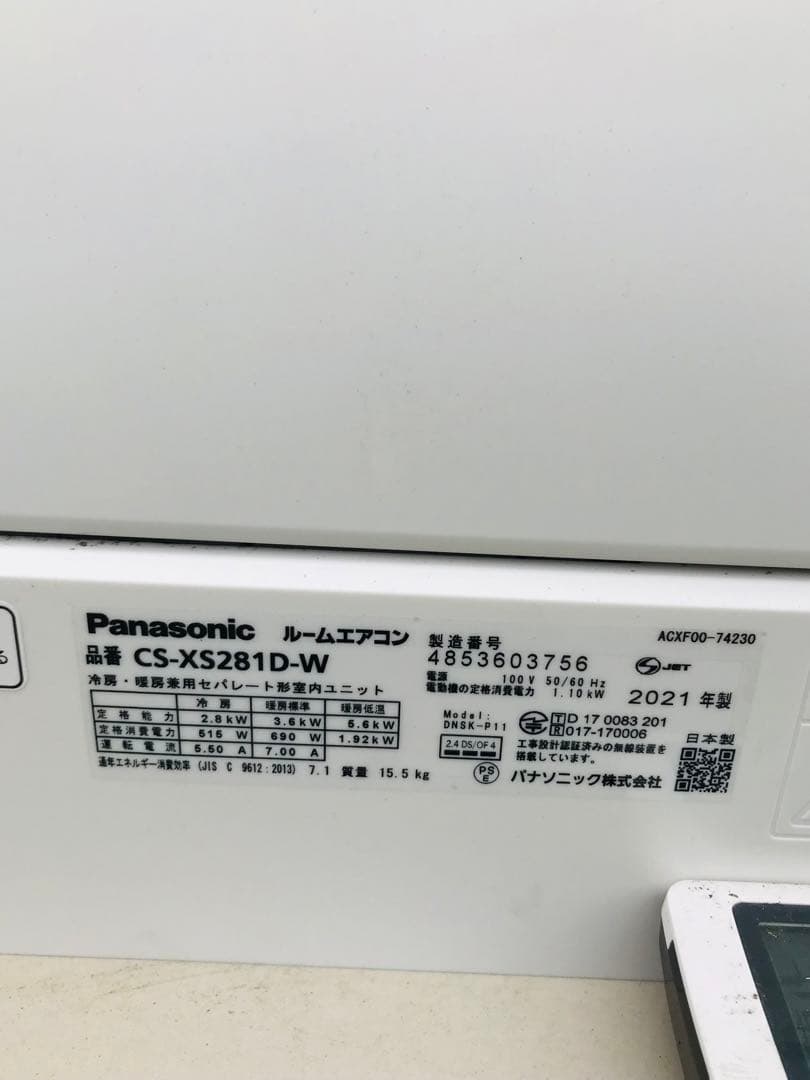 Panasonic ルームエアコン
品番 CS-XS281D-W
冷房・暖房兼用セパレート形室内ユニット
冷房 暖房標準 暖房低温
定格能力 2.8kW 3.6kW 5.6kW
定格消費電力 515 W 690 W 1.92kW
運転電流 5.50 A 7.00 A
通年エネルギー消費効率 (JIS C 9612:2013) 7.1 質量 15.5 kg
製造番号
4853603756
電源 100V 50/60 Hz
電動機の定格消費電力 1.10kW
Model:
DNSK-P11
2.4 DS/OF 4
PS
E
ACXF00-74230
JET
2021 年製
T D 17 0083 201
R 017-170006
工事設計認証済みの無線装置を
搭載しています。
パナソニック株式会社
日本製
る